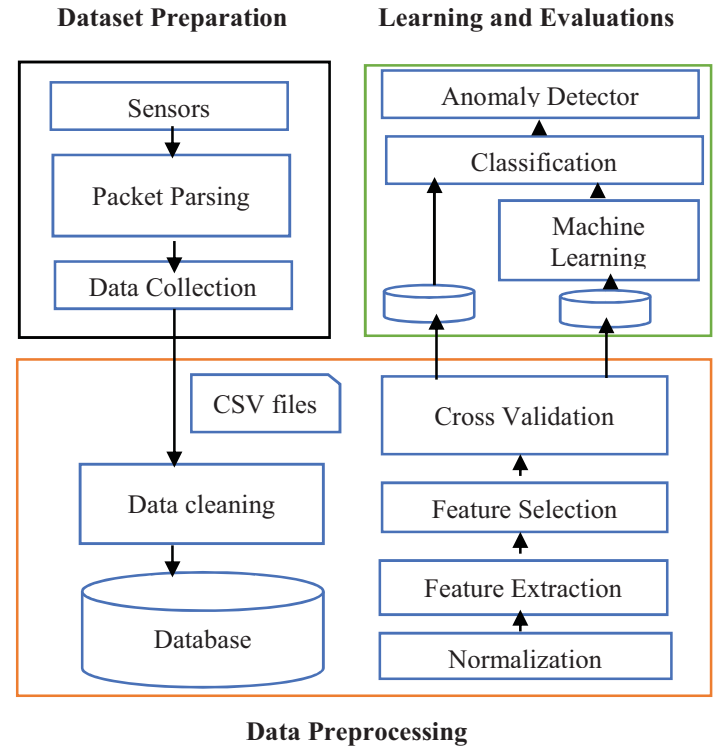 Dataset Preparation
Learning and Evaluations
Sensors
Packet Parsing
Data Collection
Anomaly Detector
Classification
Machine
Learning
CSV files
Data cleaning
Database
Cross Validation
Feature Selection
Feature Extraction
Normalization
Data Preprocessing